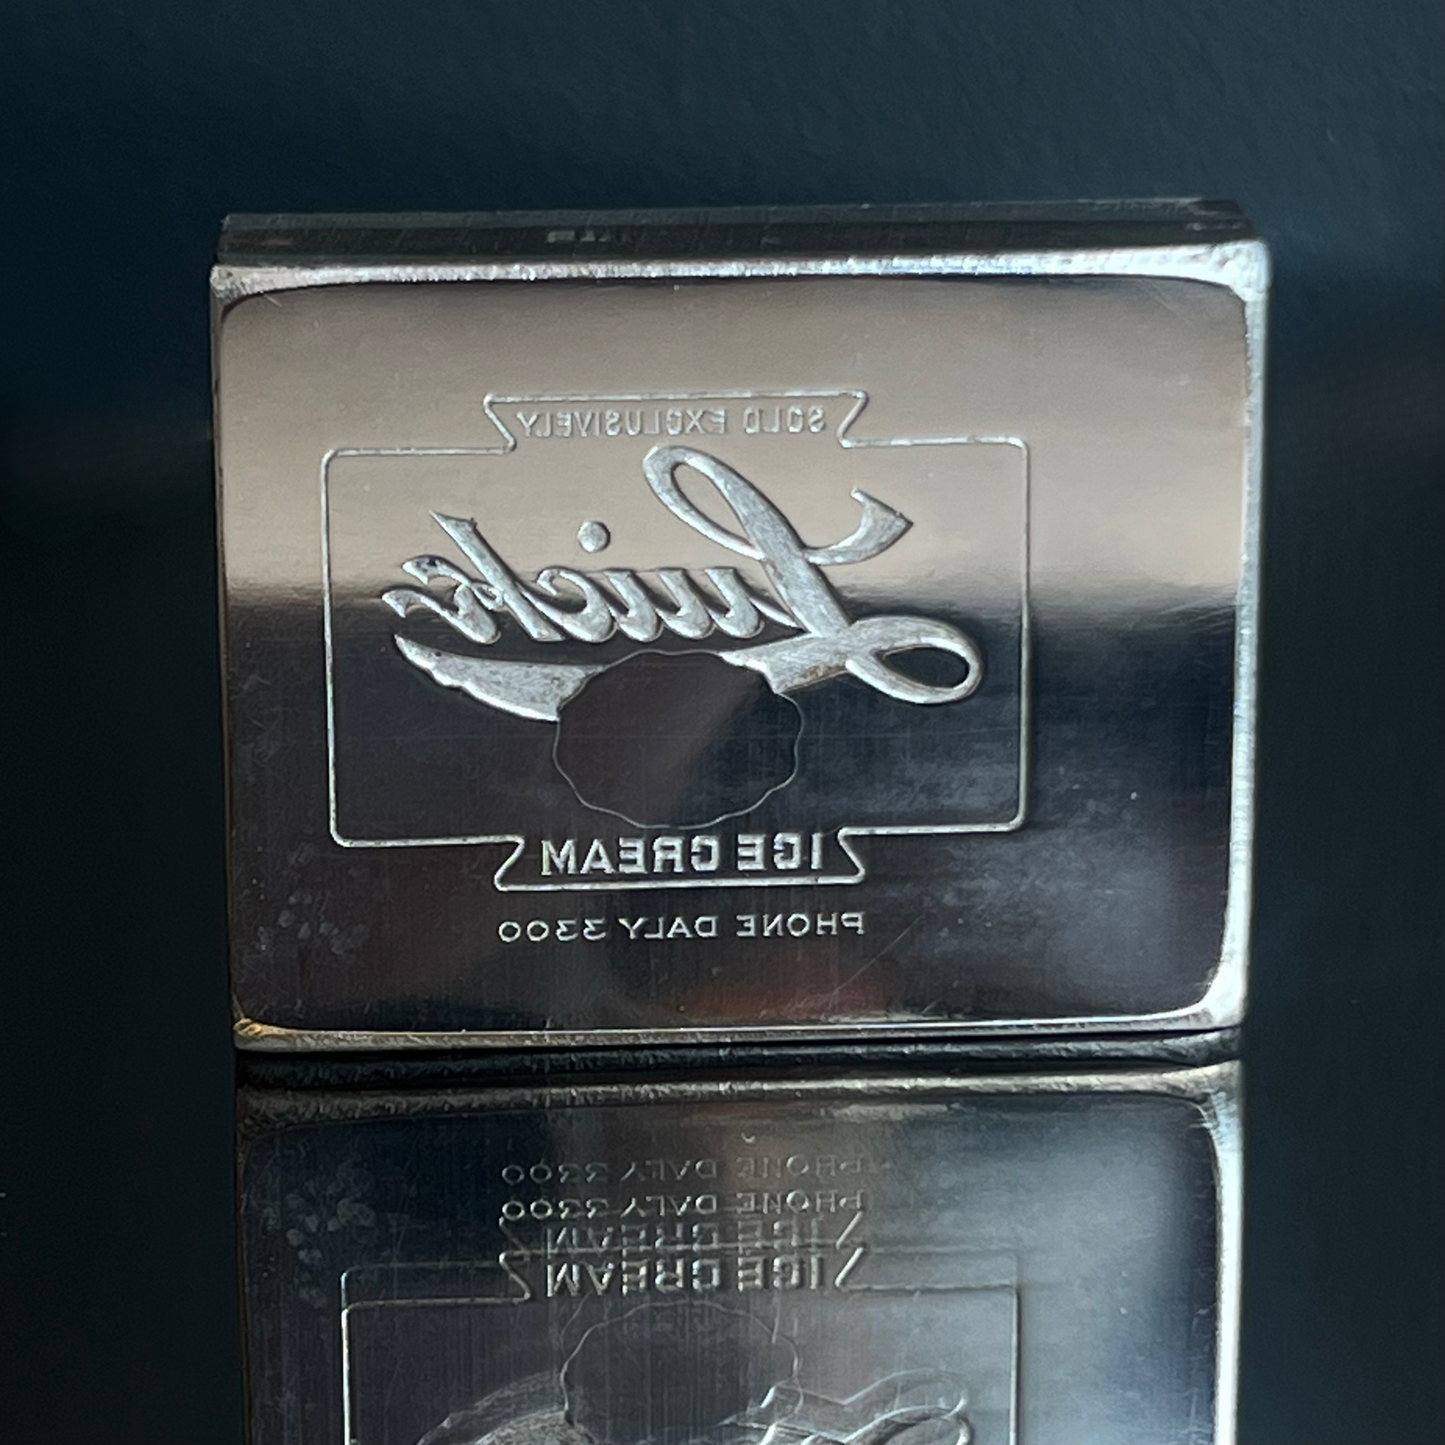 SOLD EXCLUSIVELY
Luick's
ICE CREAM
PHONE DALY 3300